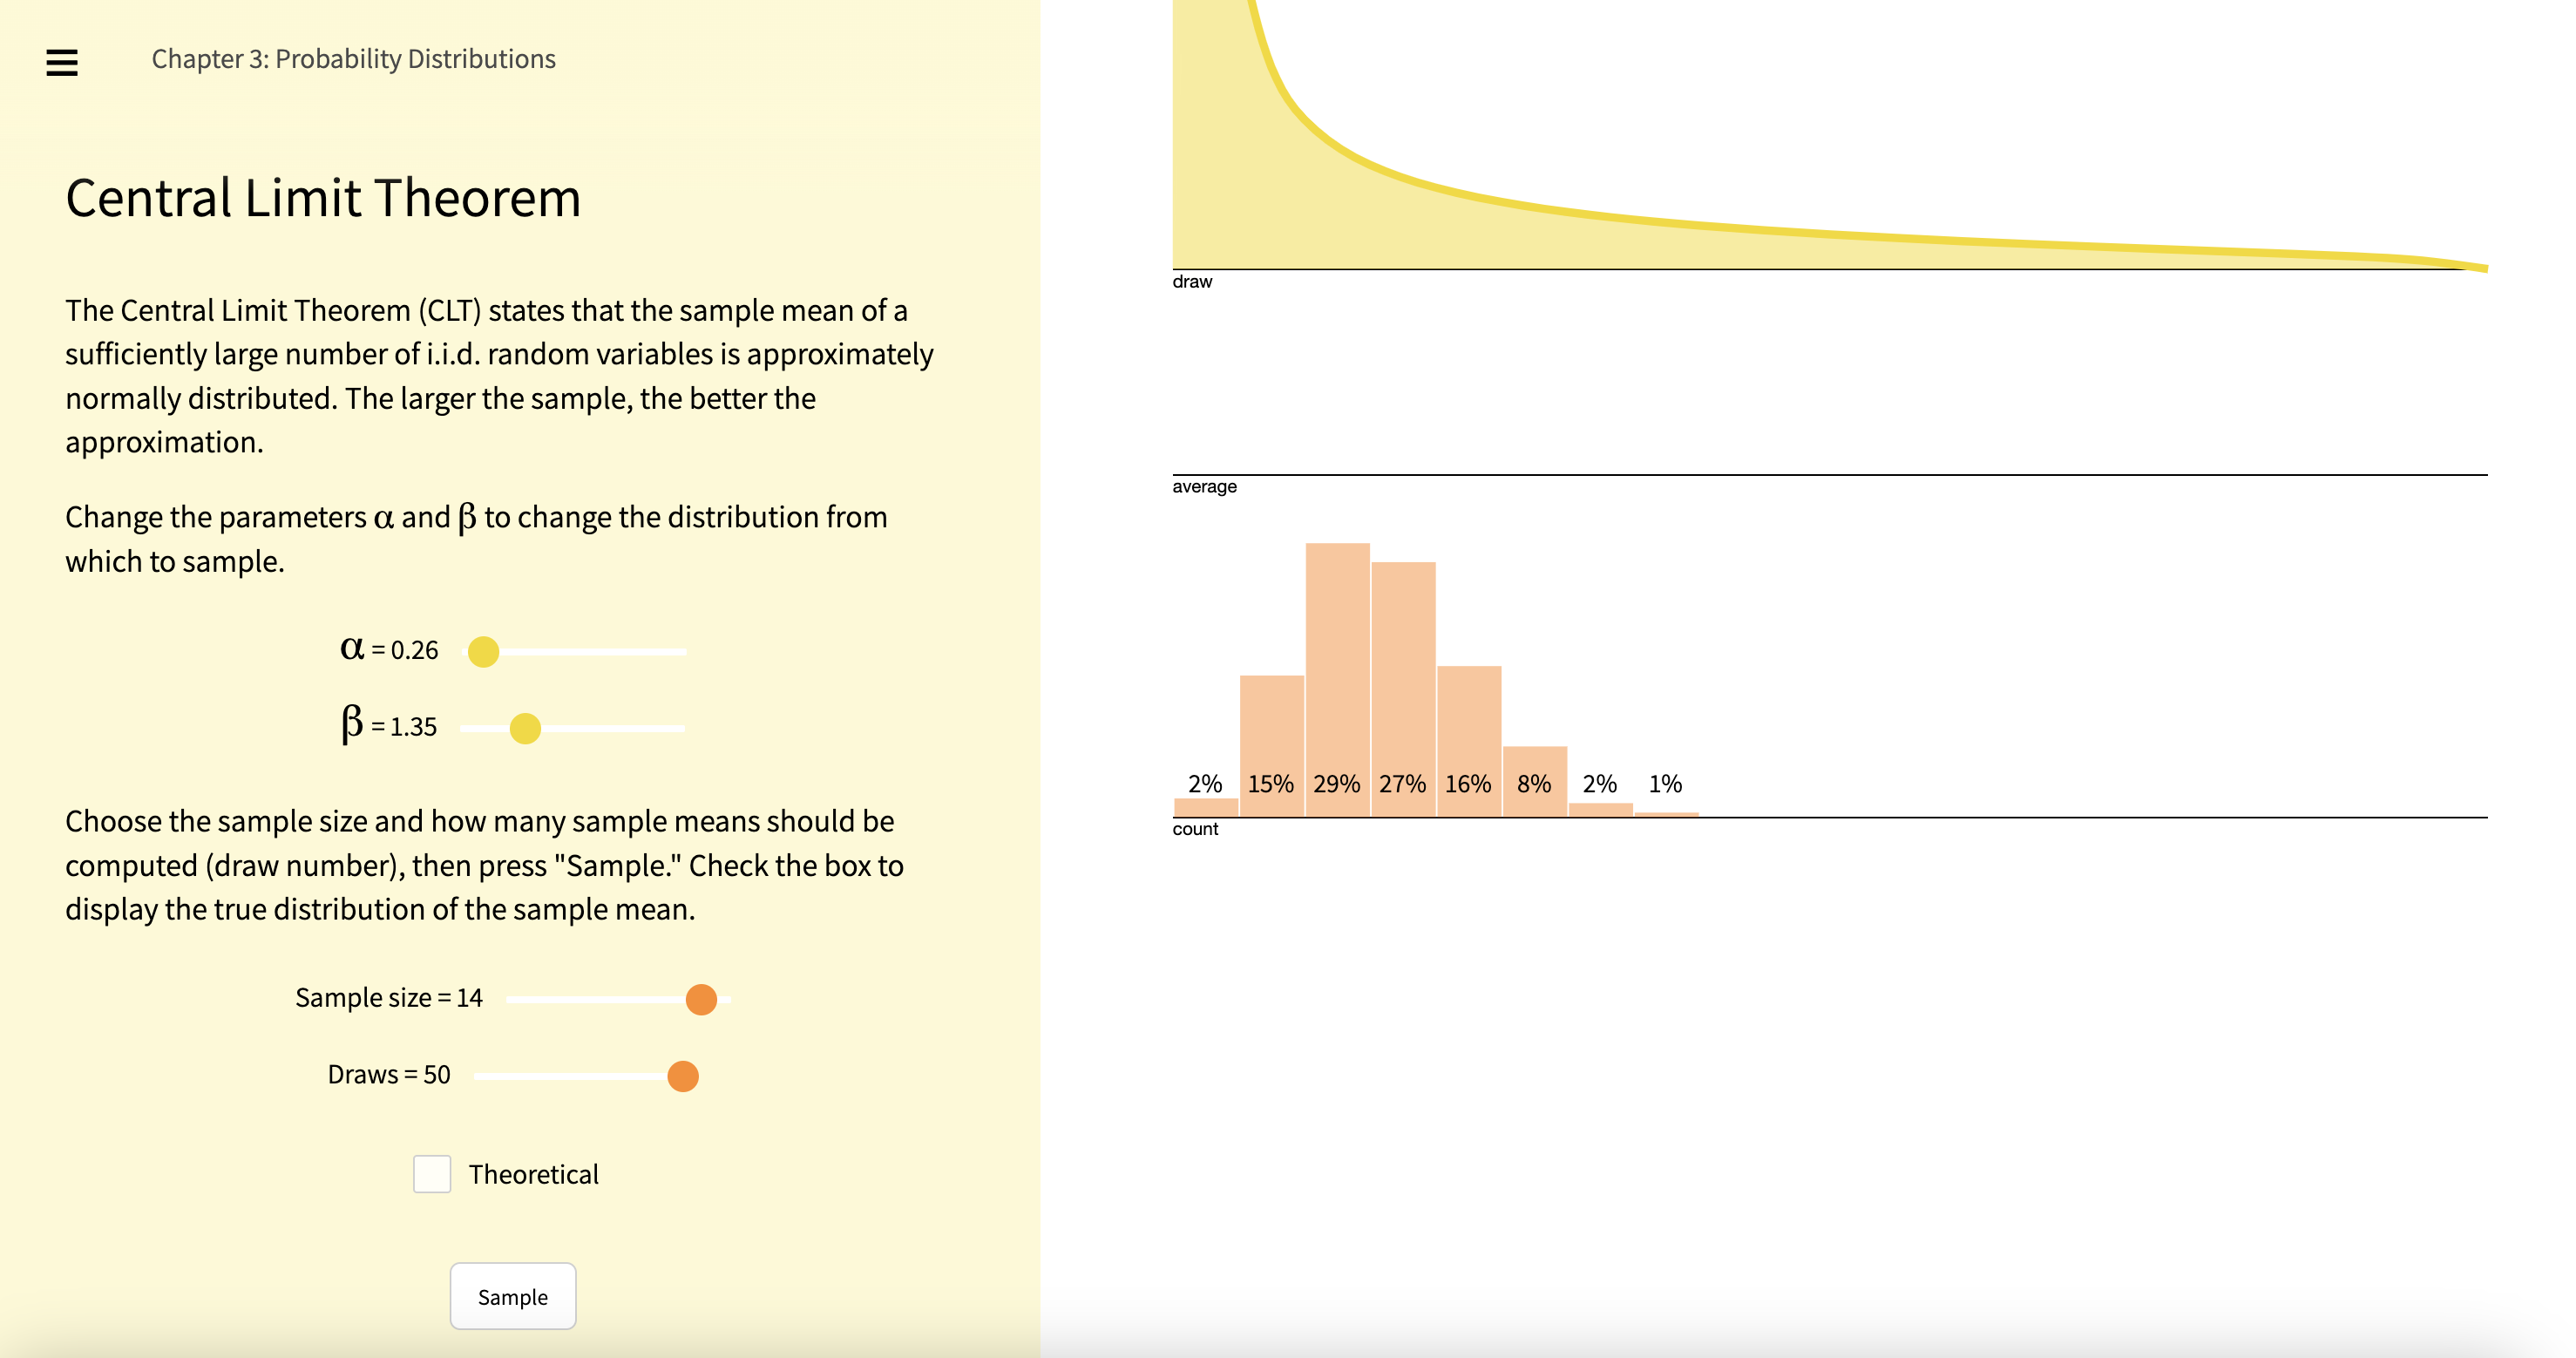 Chapter 3: Probability Distributions
Central Limit Theorem
The Central Limit Theorem (CLT) states that the sample mean of a
sufficiently large number of i.i.d. random variables is approximately
normally distributed. The larger the sample, the better the
approximation.
Change the parameters α and β to change the distribution from
which to sample.
α = 0.26
β = 1.35
Choose the sample size and how many sample means should be
computed (draw number), then press "Sample." Check the box to
display the true distribution of the sample mean.
Sample size = 14
Draws = 50
Theoretical
Sample
draw
average
2% 15% 29% 27% 16% 8% 2% 1%
count